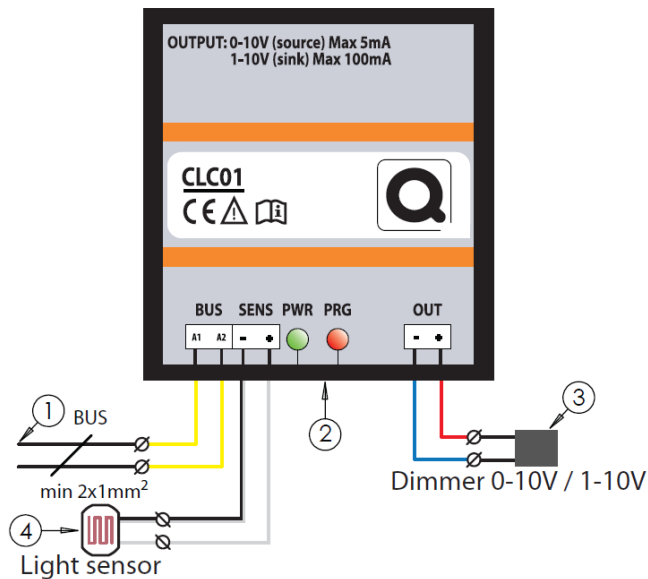 OUTPUT: 0-10V (source) Max 5mA
1-10V (sink) Max 100mA
CLC01
CE
i
Q
BUS SENS PWR PRG OUT
A1 A2 - + - +
1
BUS
2
3
min 2x1mm²
Dimmer 0-10V / 1-10V
4
Light sensor